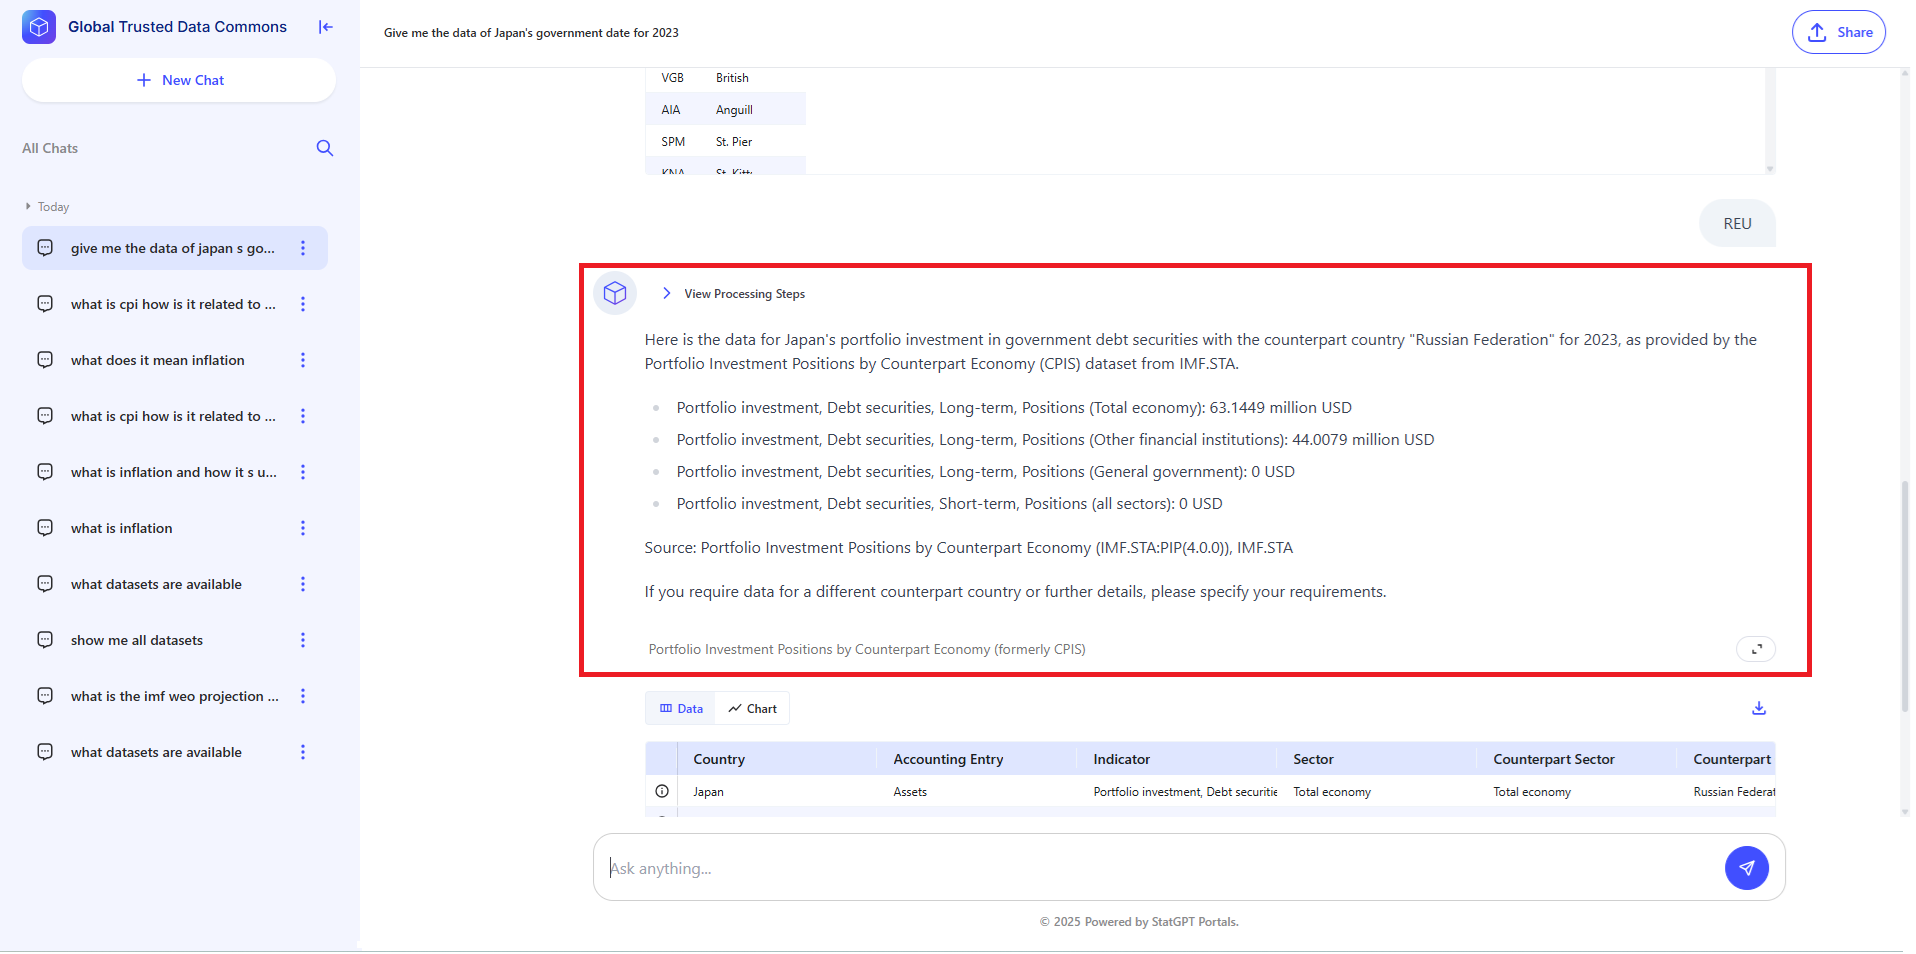 Global Trusted Data Commons
New Chat
All Chats
Today
give me the data of japan s go...
what is cpi how is it related to ...
what does it mean inflation
what is cpi how is it related to ...
what is inflation and how it s u...
what is inflation
what datasets are available
show me all datasets
what is the imf weo projection ...
what datasets are available
Give me the data of Japan's government date for 2023
Share
VGB British
AIA Anguill
SPM St. Pier
KNA St. Kitt
REU
View Processing Steps
Here is the data for Japan's portfolio investment in government debt securities with the counterpart country "Russian Federation" for 2023, as provided by the
Portfolio Investment Positions by Counterpart Economy (CPIS) dataset from IMF.STA.
Portfolio investment, Debt securities, Long-term, Positions (Total economy): 63.1449 million USD
Portfolio investment, Debt securities, Long-term, Positions (Other financial institutions): 44.0079 million USD
Portfolio investment, Debt securities, Long-term, Positions (General government): 0 USD
Portfolio investment, Debt securities, Short-term, Positions (all sectors): 0 USD
Source: Portfolio Investment Positions by Counterpart Economy (IMF.STA:PIP(4.0.0)), IMF.STA
If you require data for a different counterpart country or further details, please specify your requirements.
Portfolio Investment Positions by Counterpart Economy (formerly CPIS)
Data Chart
Country Accounting Entry Indicator Sector Counterpart Sector Counterpart
Japan Assets Portfolio investment, Debt securitie Total economy Total economy Russian Federat
Ask anything...
© 2025 Powered by StatGPT Portals.